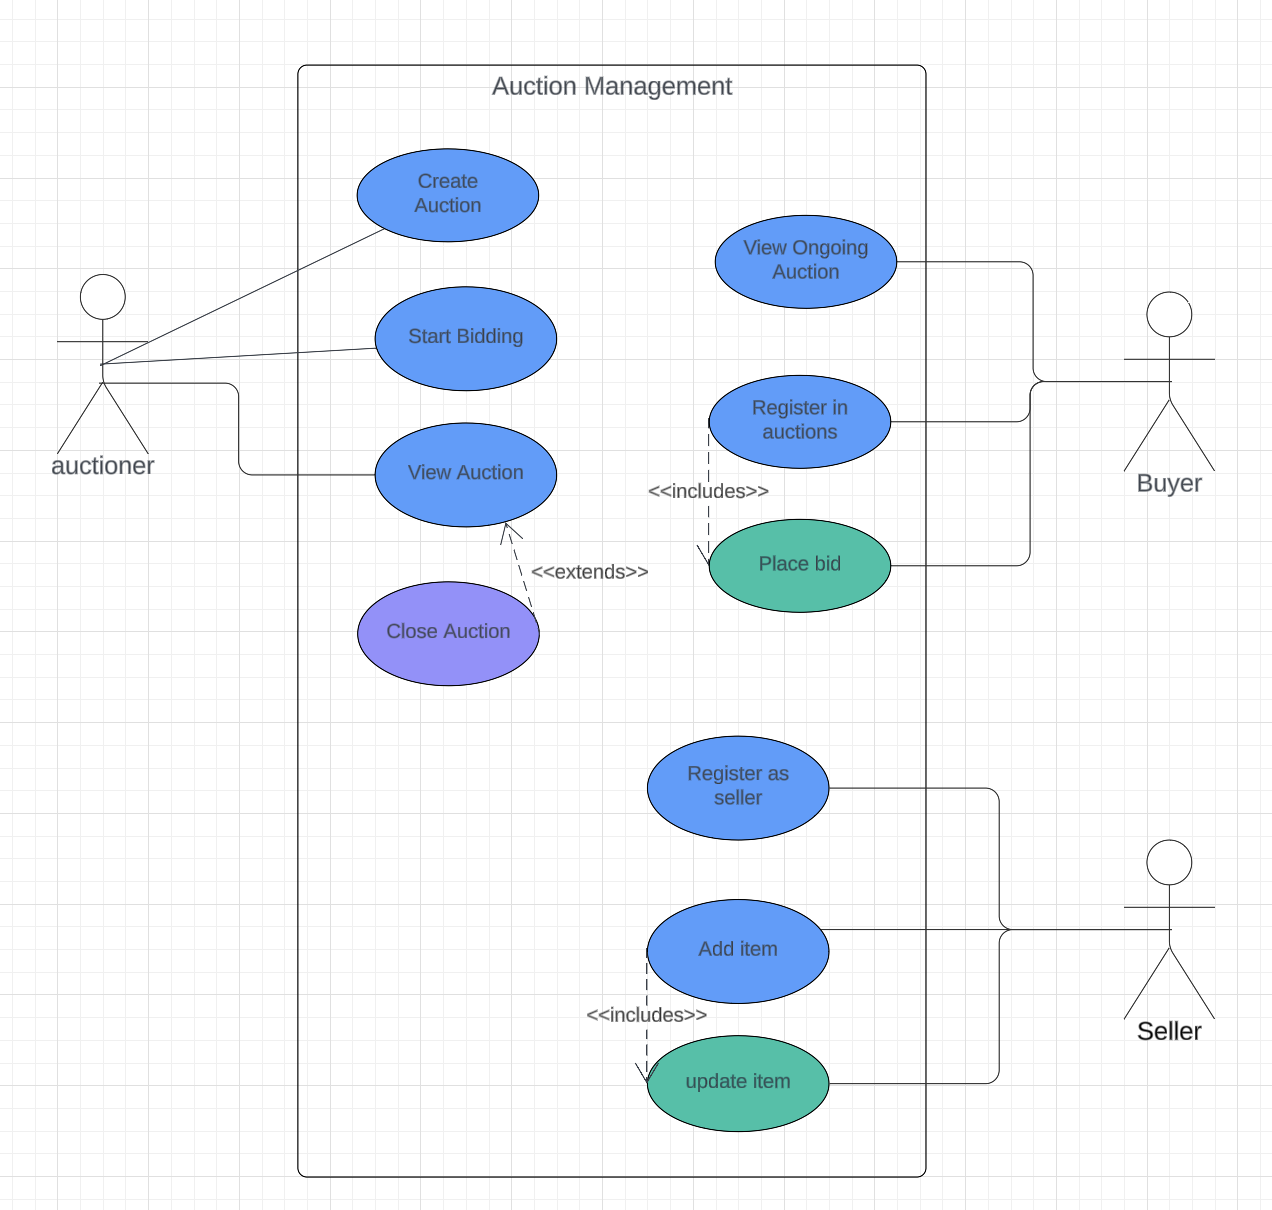 Auction Management
Create
Auction
View Ongoing
Auction
Start Bidding
Register in
auctions
auctioner
View Auction
Buyer
<<includes>>
Place bid
<<extends>>
Close Auction
Register as
seller
Add item
<<includes>>
Seller
update item